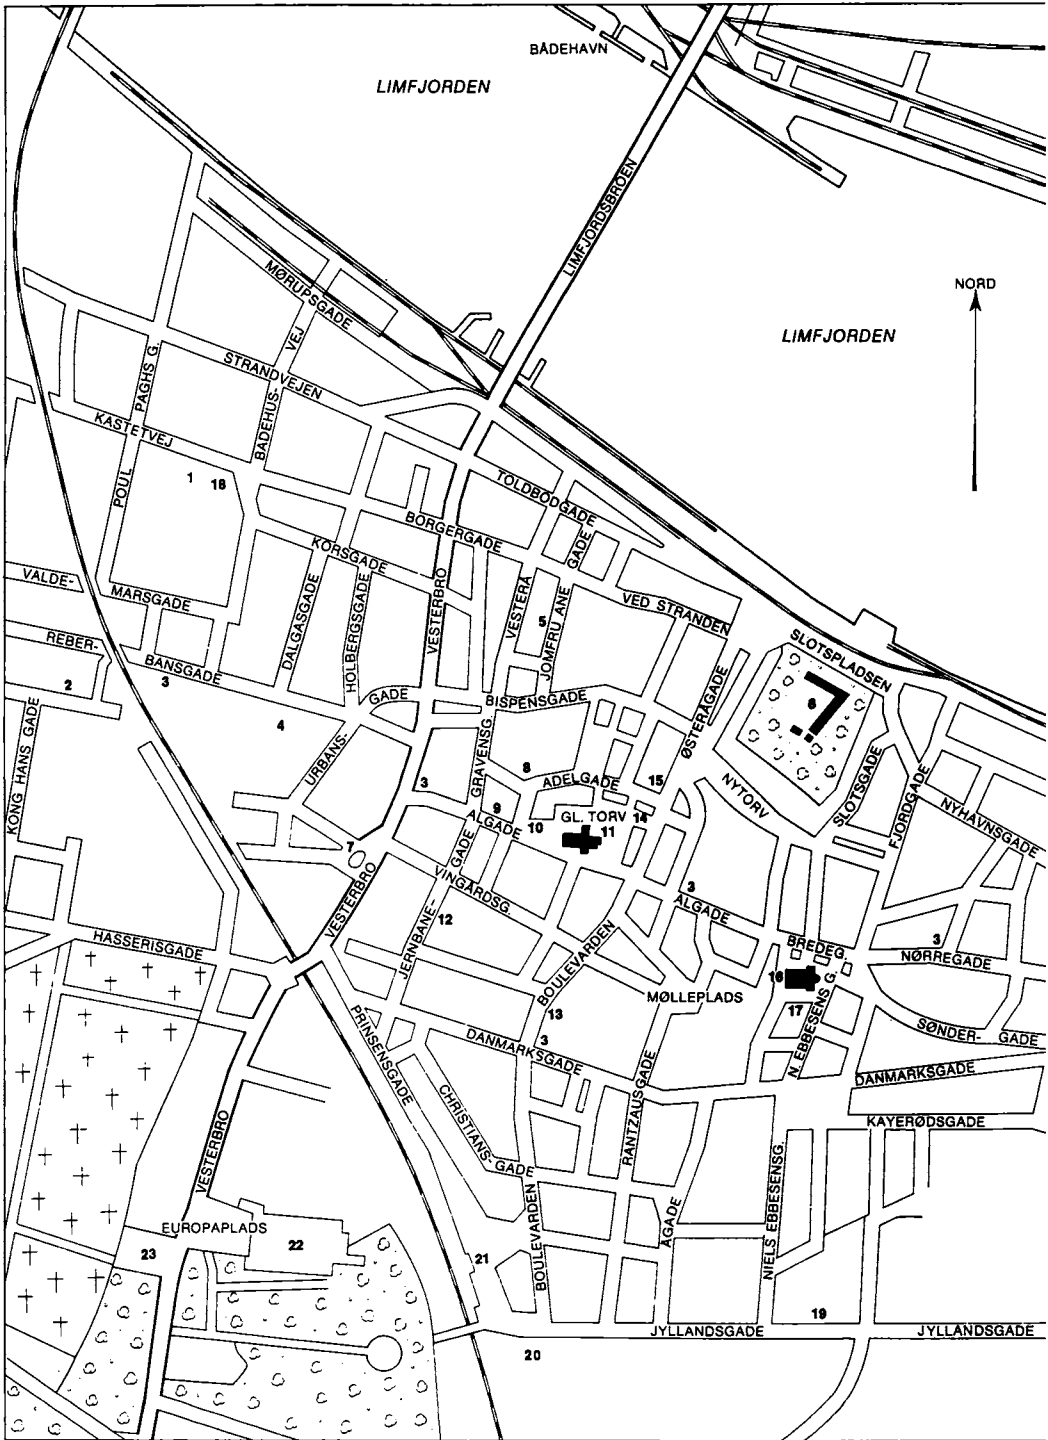 BÅDEHAVN
LIMFJORDEN
LIMFJORDSBROEN
NORD
LIMFJORDEN
MØRUPSGADE
STRANDVEJEN
BADEHUS-
VEJ
POUL
PAGHS G.
KASTETVEJ
1
18
TOLDBODGADE
BORGERGADE
KORSGADE
VESTERBRO
VESTERÅ
JOMFRU ANE
GADE
5
VED STRANDEN
VALDE-
MARSGADE
REBER-
BANSGADE
2
3
4
DALGASGADE
HOLBERGSGADE
URBANS-
GADE
BISPENSGADE
GRAVENSG.
ØSTERÅGADE
SLOTSPLADSEN
6
KONG HANS GADE
3
8
ADELGADE
15
NYTORV
SLOTSGADE
FJORDGADE
NYHAVNSGADE
9
10
GL. TORV
11
14
ALGADE
7
VESTERBRO
VINGÅRDSG.
JERNBANE-
GADE
12
3
ALGADE
BOULEVARDEN
BREDEG.
3
NØRREGADE
HASSERISGADE
16
17
MØLLEPLADS
N. EBBESENS G.
SØNDER-
GADE
13
3
DANMARKSGADE
PRINSENSGADE
CHRISTIANS-
GADE
RANTZAUSGADE
DANMARKSGADE
KAYERØDSGADE
VESTERBRO
BOULEVARDEN
ÅGADE
NIELS EBBESENSG.
EUROPAPLADS
22
23
21
19
JYLLANDSGADE
JYLLANDSGADE
20